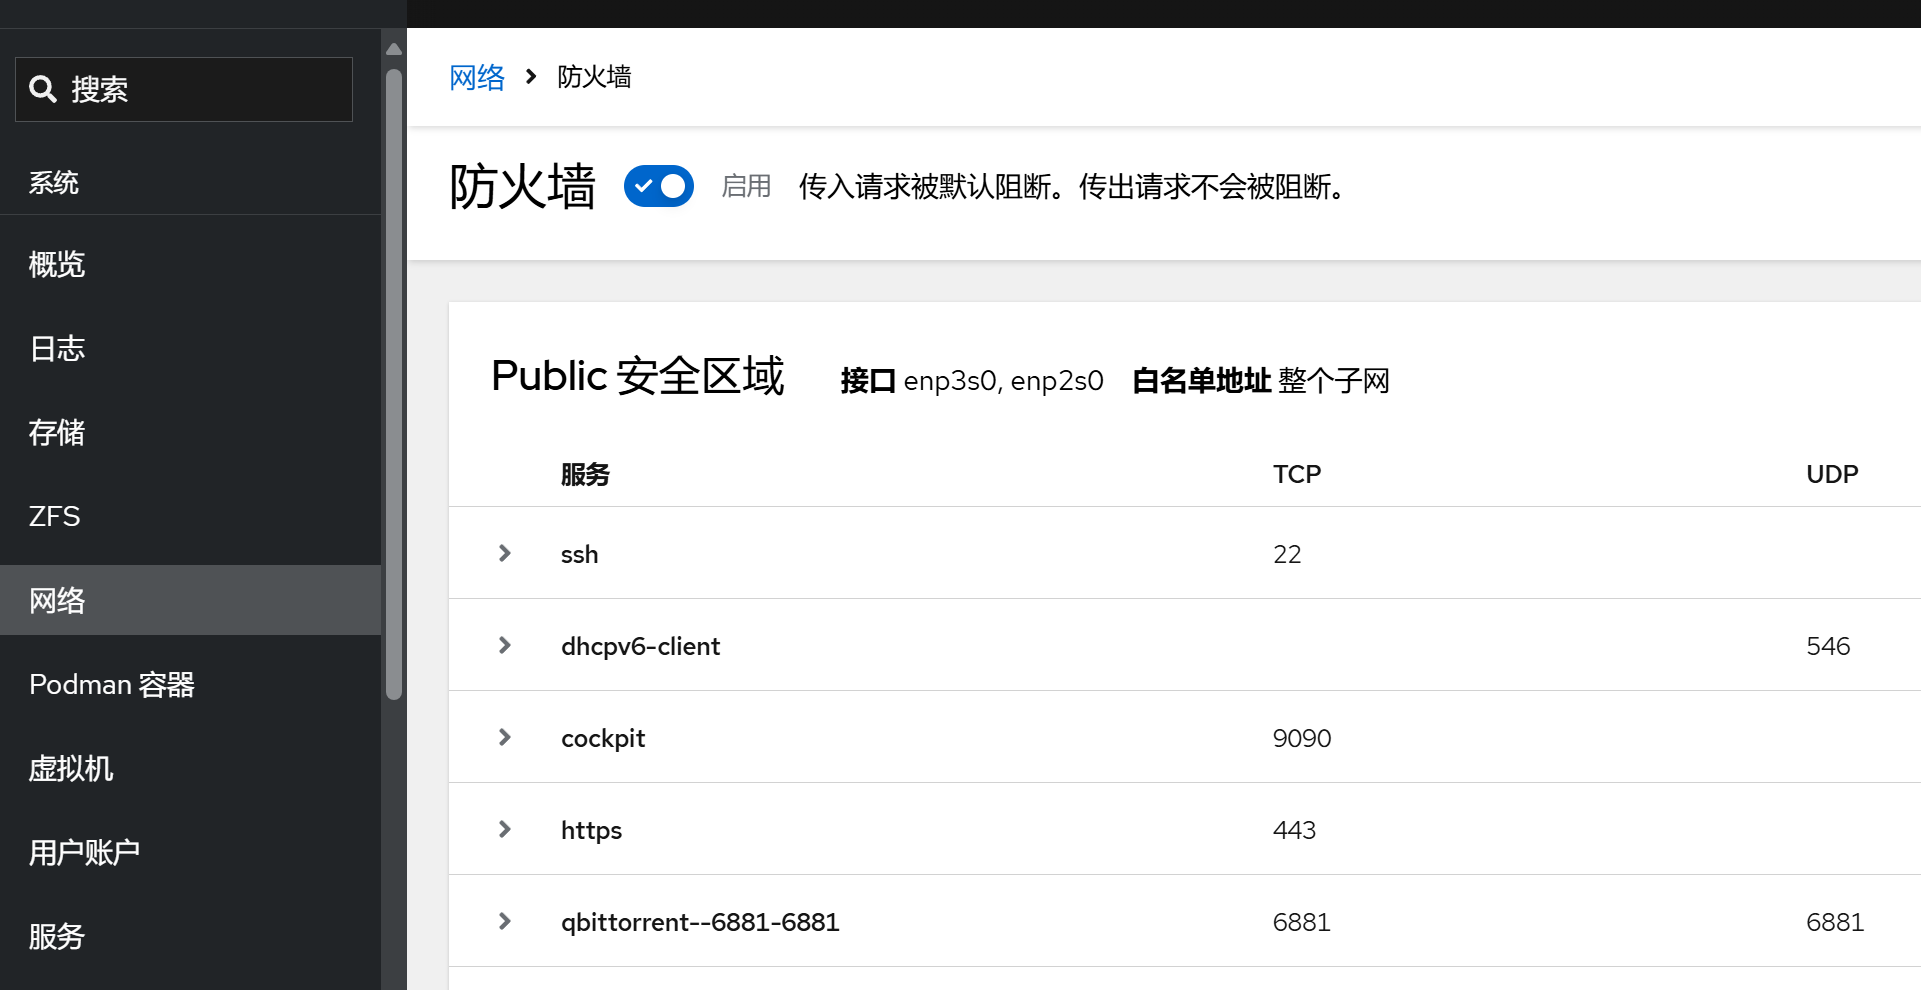 搜索
系统
概览
日志
存储
ZFS
网络
Podman 容器
虚拟机
用户账户
服务
网络 > 防火墙
防火墙 启用 传入请求被默认阻断。传出请求不会被阻断。
Public 安全区域 接口 enp3s0, enp2s0 白名单地址 整个子网
服务 TCP UDP
ssh 22
dhcpv6-client 546
cockpit 9090
https 443
qbittorrent--6881-6881 6881 6881